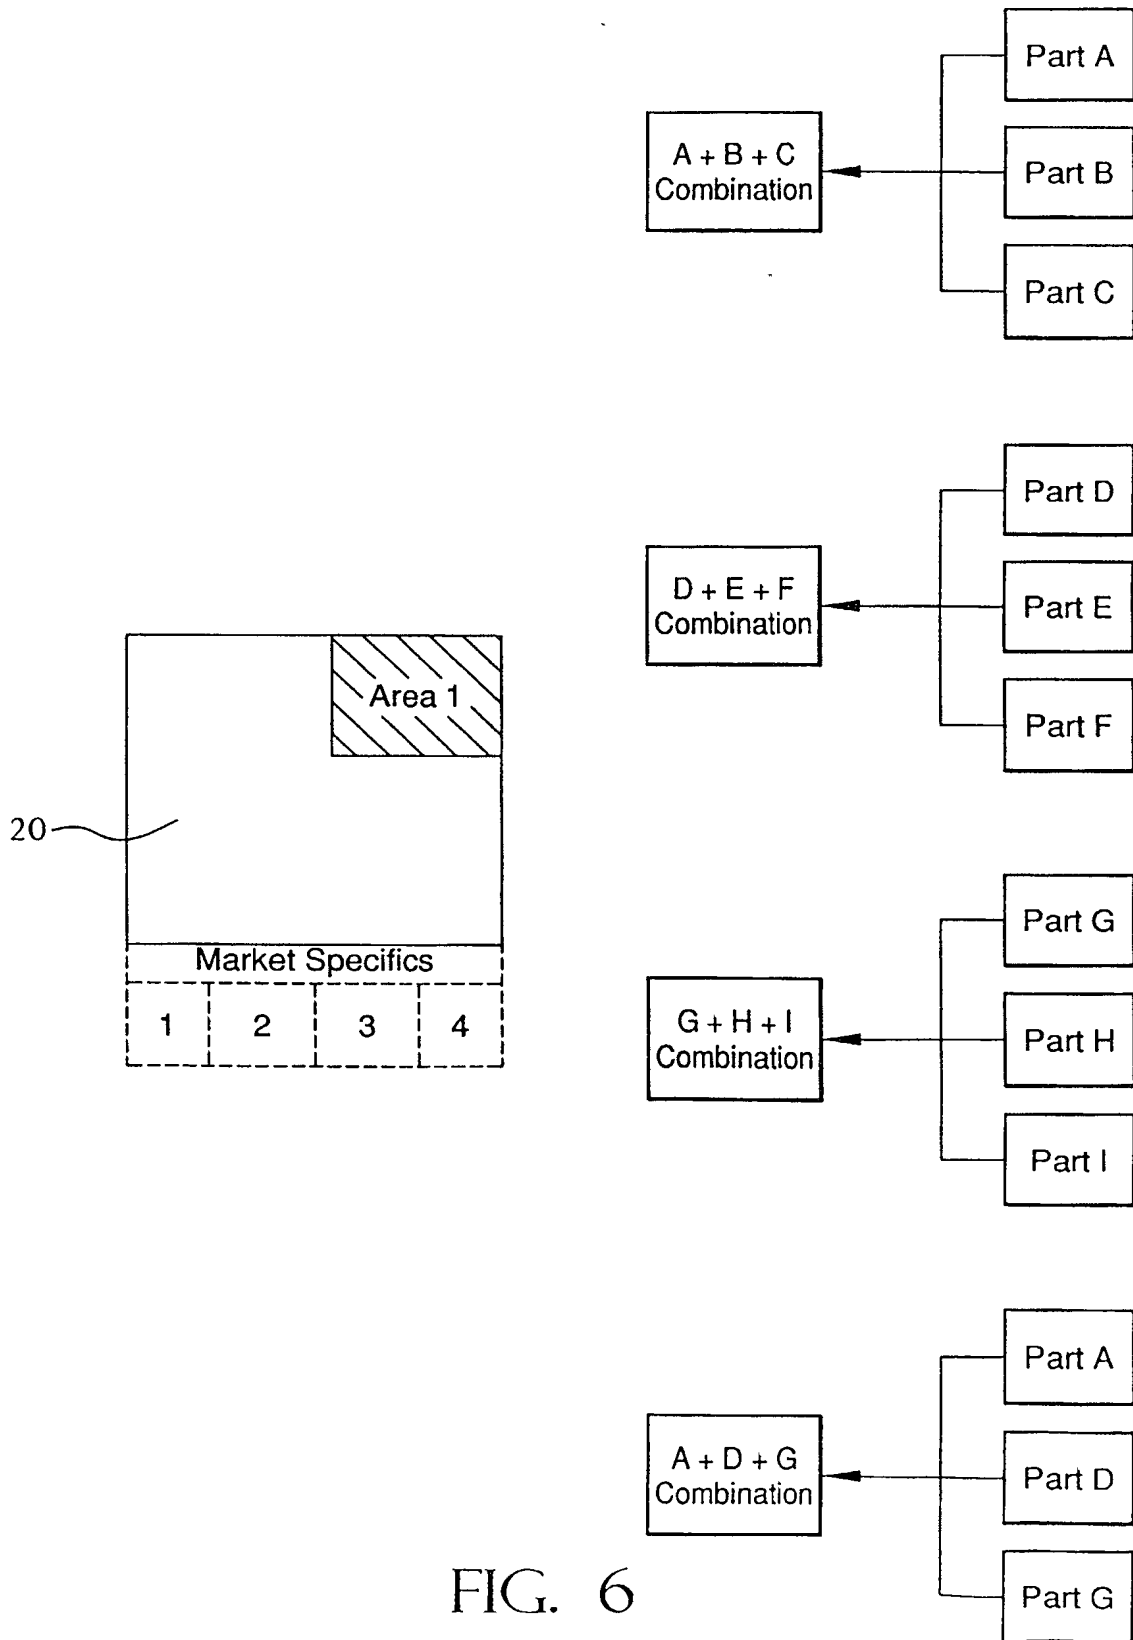 Part A
A + B + C
Combination
Part B
Part C
Part D
D + E + F
Combination
Part E
Part F
Area 1
20
Market Specifics
1 2 3 4
Part G
G + H + I
Combination
Part H
Part I
Part A
A + D + G
Combination
Part D
Part G
FIG. 6